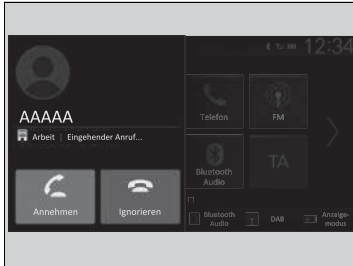 12:34
AAAAA
Arbeit | Eingehender Anruf...
Annehmen
Ignorieren
Telefon
FM
Bluetooth
Audio
TA
Bluetooth
Audio
DAB
Anzeige-
modus